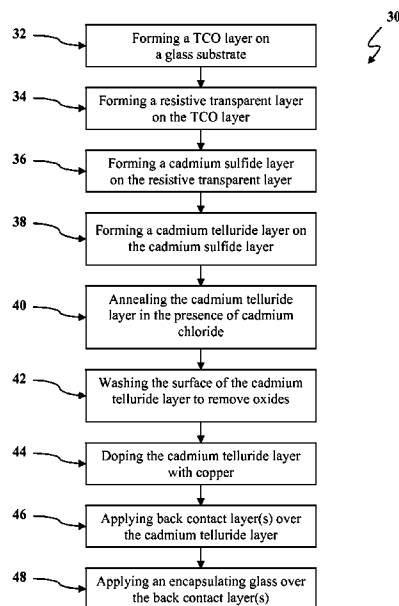 30
32
Forming a TCO layer on
a glass substrate
34
Forming a resistive transparent layer
on the TCO layer
36
Forming a cadmium sulfide layer
on the resistive transparent layer
38
Forming a cadmium telluride layer on
the cadmium sulfide layer
40
Annealing the cadmium telluride
layer in the presence of cadmium
chloride
42
Washing the surface of the cadmium
telluride layer to remove oxides
44
Doping the cadmium telluride layer
with copper
46
Applying back contact layer(s) over
the cadmium telluride layer
48
Applying an encapsulating glass over
the back contact layer(s)